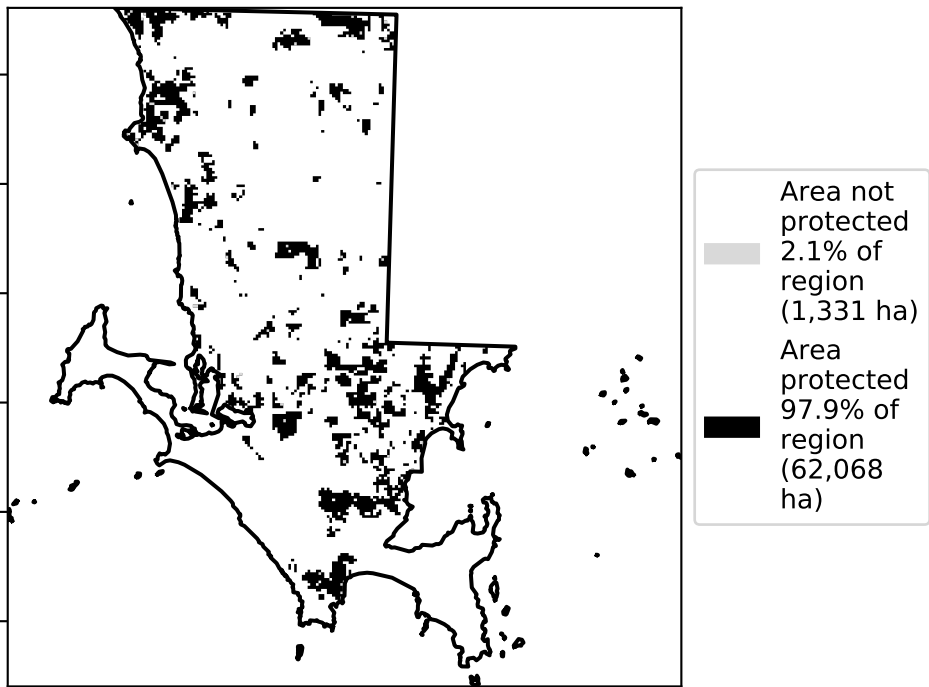 Area not
protected
2.1% of
region
(1,331 ha)
Area
protected
97.9% of
region
(62,068
ha)